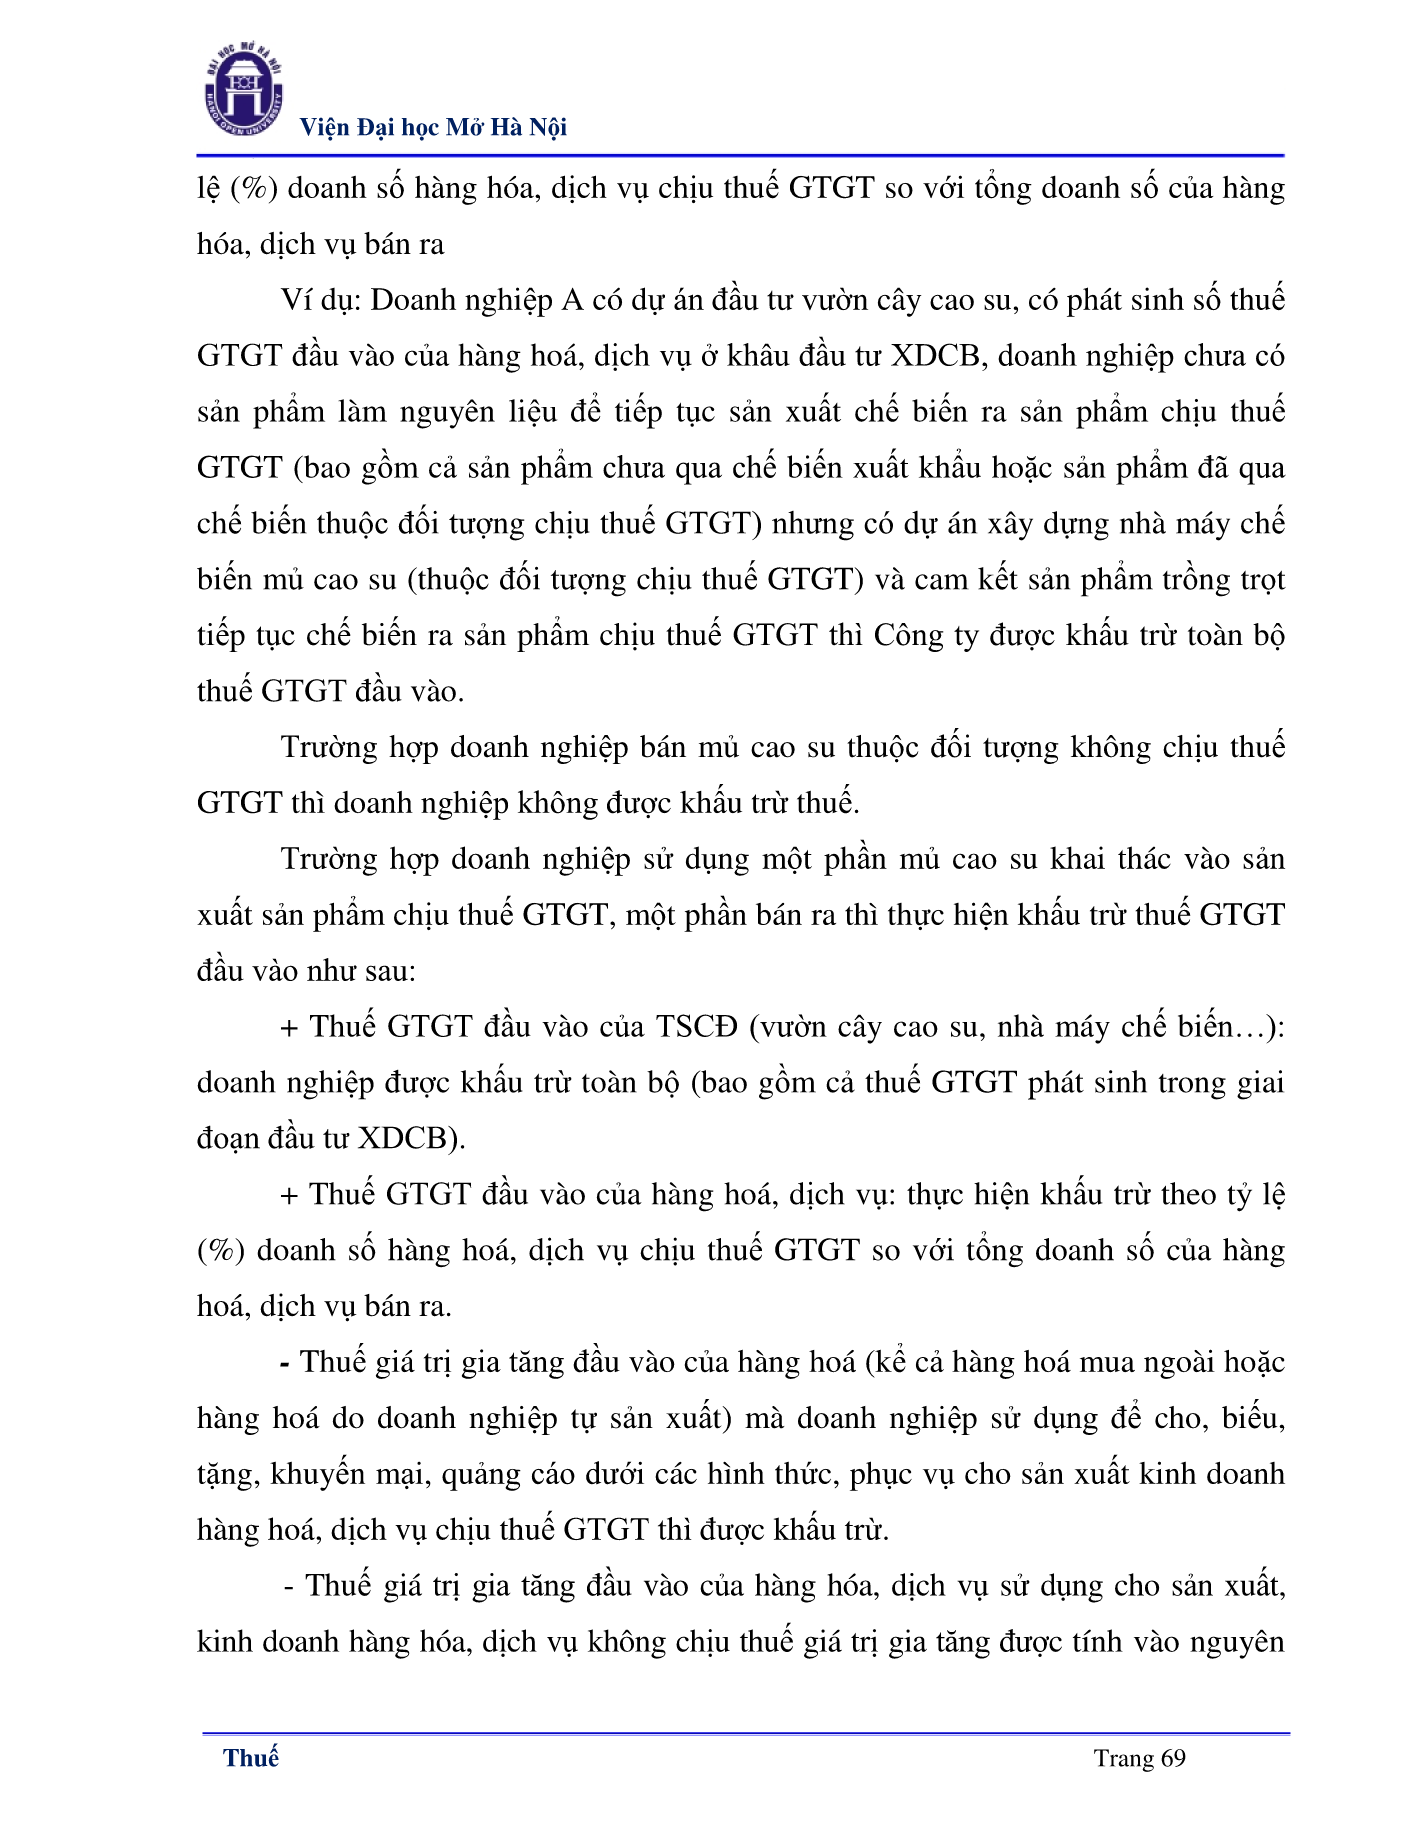 ĐẠI HỌC MỞ HÀ NỘI
HANOI OPEN UNIVERSITY
Viện Đại học Mở Hà Nội
lệ (%) doanh số hàng hóa, dịch vụ chịu thuế GTGT so với tổng doanh số của hàng
hóa, dịch vụ bán ra
Ví dụ: Doanh nghiệp A có dự án đầu tư vườn cây cao su, có phát sinh số thuế
GTGT đầu vào của hàng hoá, dịch vụ ở khâu đầu tư XDCB, doanh nghiệp chưa có
sản phẩm làm nguyên liệu để tiếp tục sản xuất chế biến ra sản phẩm chịu thuế
GTGT (bao gồm cả sản phẩm chưa qua chế biến xuất khẩu hoặc sản phẩm đã qua
chế biến thuộc đối tượng chịu thuế GTGT) nhưng có dự án xây dựng nhà máy chế
biến mủ cao su (thuộc đối tượng chịu thuế GTGT) và cam kết sản phẩm trồng trọt
tiếp tục chế biến ra sản phẩm chịu thuế GTGT thì Công ty được khấu trừ toàn bộ
thuế GTGT đầu vào.
Trường hợp doanh nghiệp bán mủ cao su thuộc đối tượng không chịu thuế
GTGT thì doanh nghiệp không được khấu trừ thuế.
Trường hợp doanh nghiệp sử dụng một phần mủ cao su khai thác vào sản
xuất sản phẩm chịu thuế GTGT, một phần bán ra thì thực hiện khấu trừ thuế GTGT
đầu vào như sau:
+ Thuế GTGT đầu vào của TSCĐ (vườn cây cao su, nhà máy chế biến…):
doanh nghiệp được khấu trừ toàn bộ (bao gồm cả thuế GTGT phát sinh trong giai
đoạn đầu tư XDCB).
+ Thuế GTGT đầu vào của hàng hoá, dịch vụ: thực hiện khấu trừ theo tỷ lệ
(%) doanh số hàng hoá, dịch vụ chịu thuế GTGT so với tổng doanh số của hàng
hoá, dịch vụ bán ra.
- Thuế giá trị gia tăng đầu vào của hàng hoá (kể cả hàng hoá mua ngoài hoặc
hàng hoá do doanh nghiệp tự sản xuất) mà doanh nghiệp sử dụng để cho, biếu,
tặng, khuyến mại, quảng cáo dưới các hình thức, phục vụ cho sản xuất kinh doanh
hàng hoá, dịch vụ chịu thuế GTGT thì được khấu trừ.
- Thuế giá trị gia tăng đầu vào của hàng hóa, dịch vụ sử dụng cho sản xuất,
kinh doanh hàng hóa, dịch vụ không chịu thuế giá trị gia tăng được tính vào nguyên
Thuế
Trang 69